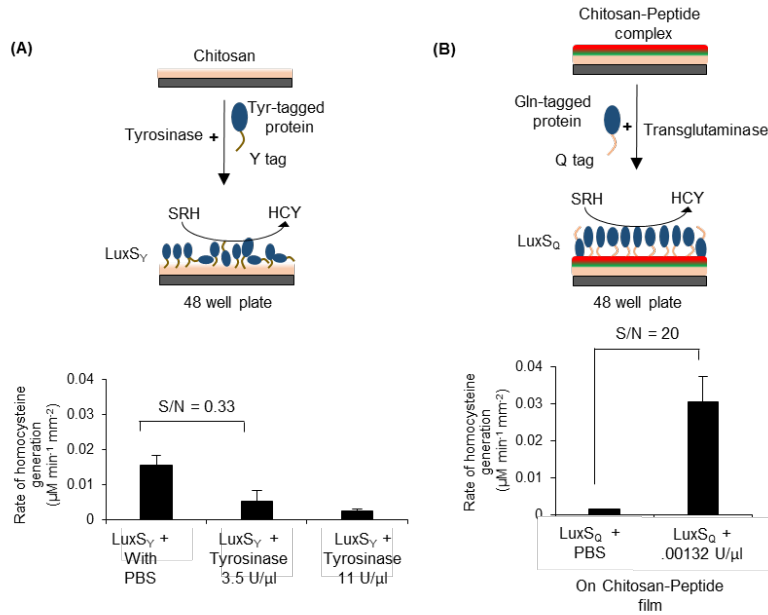 (A)
Chitosan
Tyrosinase +
Tyr-tagged
protein
Y tag
SRH
HCY
LuxSY
48 well plate
S/N = 0.33
Rate of homocysteine
generation
(µM min-1 mm-2)
0.04
0.03
0.02
0.01
0
LuxSY +
With
PBS
LuxSY +
Tyrosinase
3.5 U/µl
LuxSY +
Tyrosinase
11 U/µl
(B)
Chitosan-Peptide
complex
Gln-tagged
protein
+
Transglutaminase
Q tag
SRH
HCY
LuxSQ
48 well plate
S/N = 20
Rate of homocysteine
generation
(µM min-1 mm-2)
0.04
0.03
0.02
0.01
0
LuxSQ +
PBS
LuxSQ +
.00132 U/µl
On Chitosan-Peptide
film